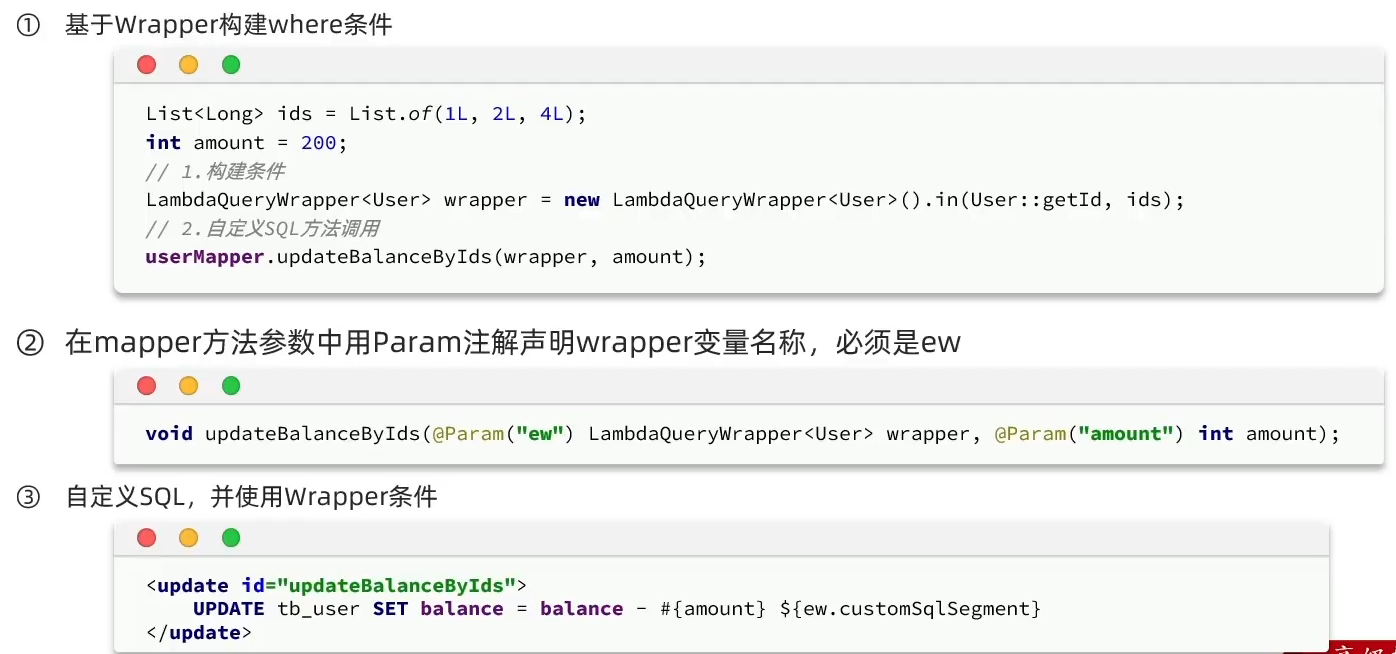 ① 基于Wrapper构建where条件
List<Long> ids = List.of(1L, 2L, 4L);
int amount = 200;
// 1.构建条件
LambdaQueryWrapper<User> wrapper = new LambdaQueryWrapper<User>().in(User::getId, ids);
// 2.自定义SQL方法调用
userMapper.updateBalanceByIds(wrapper, amount);
② 在mapper方法参数中用Param注解声明wrapper变量名称，必须是ew
void updateBalanceByIds(@Param("ew") LambdaQueryWrapper<User> wrapper, @Param("amount") int amount);
③ 自定义SQL，并使用Wrapper条件
<update id="updateBalanceByIds">
UPDATE tb_user SET balance = balance - #{amount} ${ew.customSqlSegment}
</update>